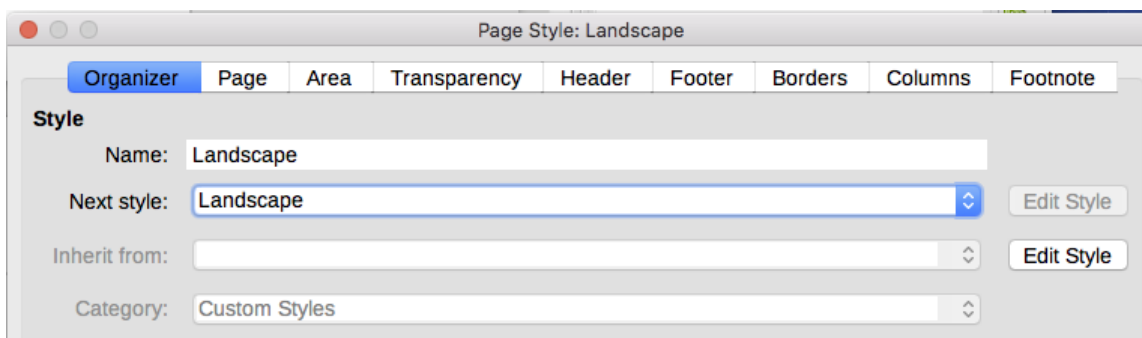 Page Style: Landscape
Organizer Page Area Transparency Header Footer Borders Columns Footnote
Style
Name: Landscape
Next style: Landscape Edit Style
Inherit from: Edit Style
Category: Custom Styles